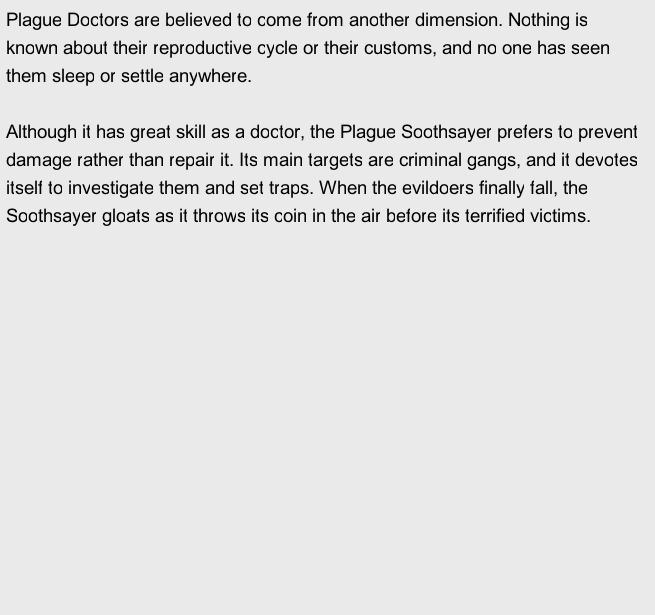 Plague Doctors are believed to come from another dimension. Nothing is
known about their reproductive cycle or their customs, and no one has seen
them sleep or settle anywhere.
Although it has great skill as a doctor, the Plague Soothsayer prefers to prevent
damage rather than repair it. Its main targets are criminal gangs, and it devotes
itself to investigate them and set traps. When the evildoers finally fall, the
Soothsayer gloats as it throws its coin in the air before its terrified victims.